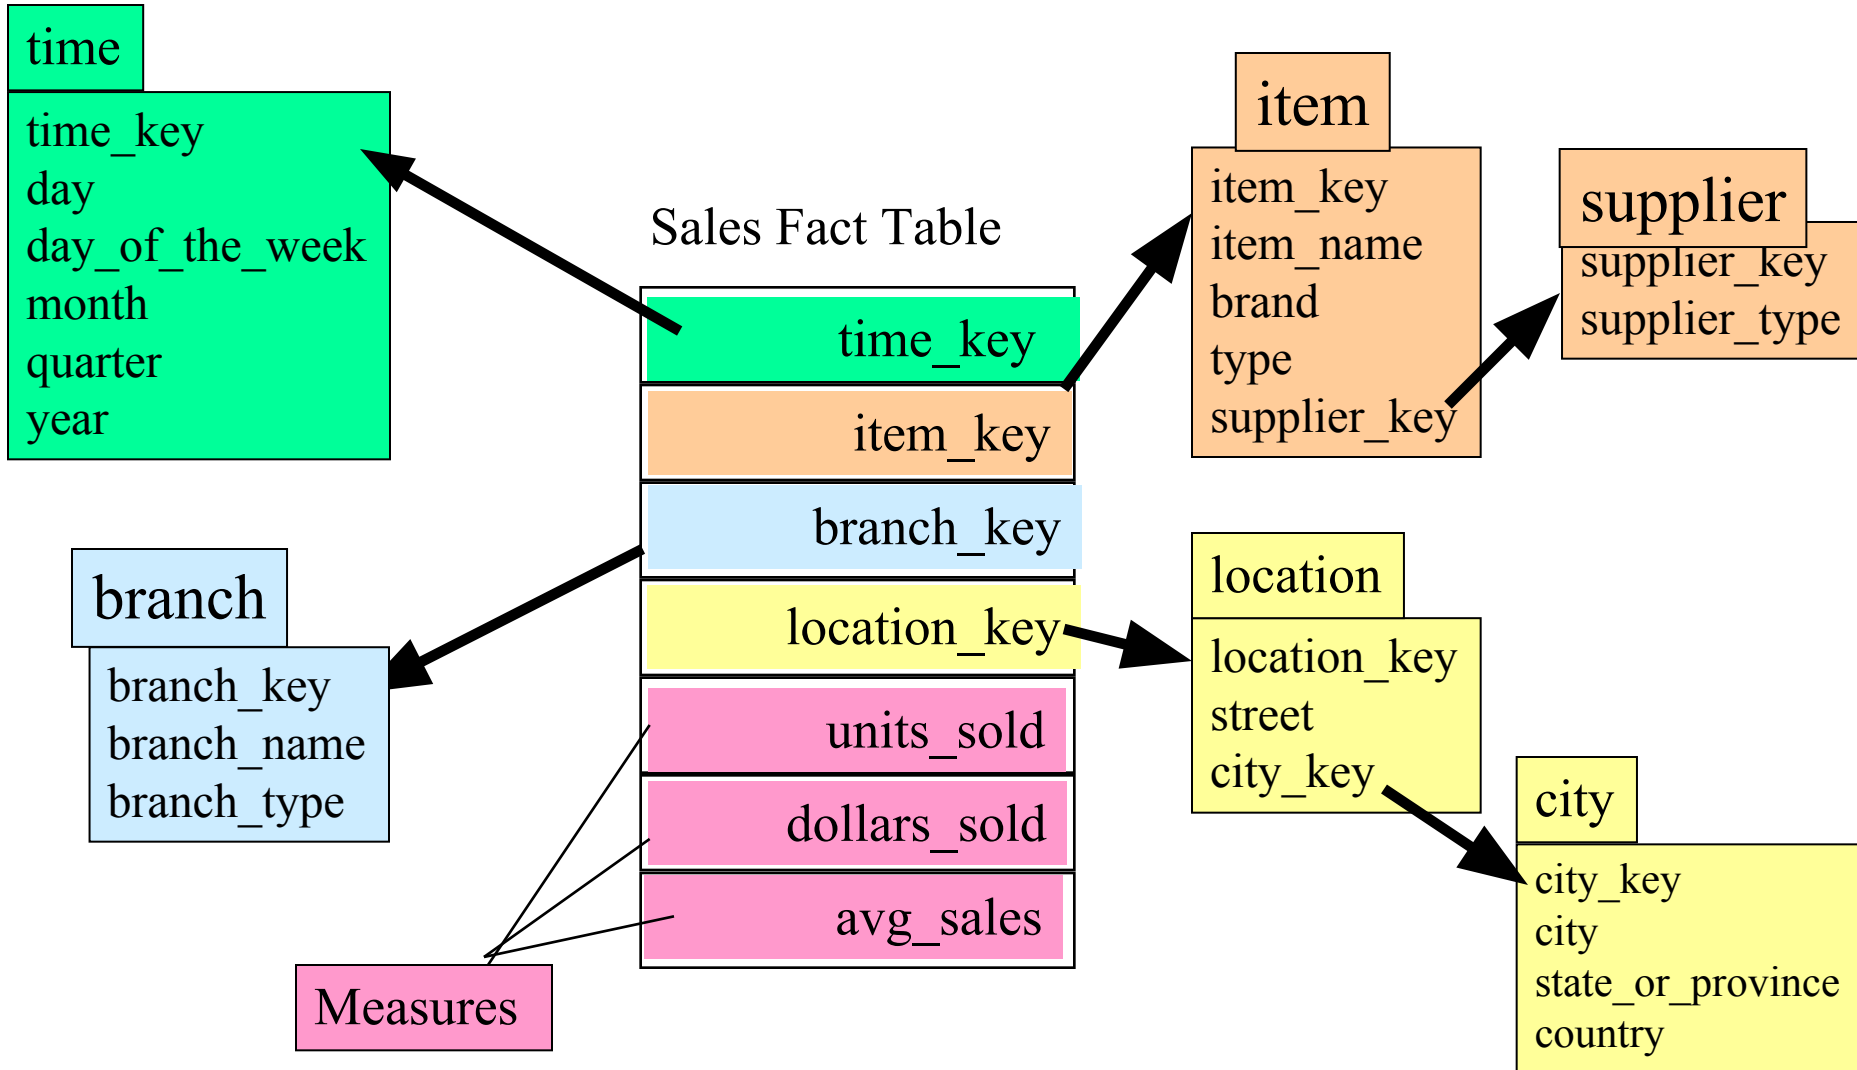 time
time_key
day
day_of_the_week
month
quarter
year
Sales Fact Table
time_key
item_key
branch_key
location_key
units_sold
dollars_sold
avg_sales
Measures
branch
branch_key
branch_name
branch_type
item
item_key
item_name
brand
type
supplier_key
supplier
supplier_key
supplier_type
location
location_key
street
city_key
city
city_key
city
state_or_province
country